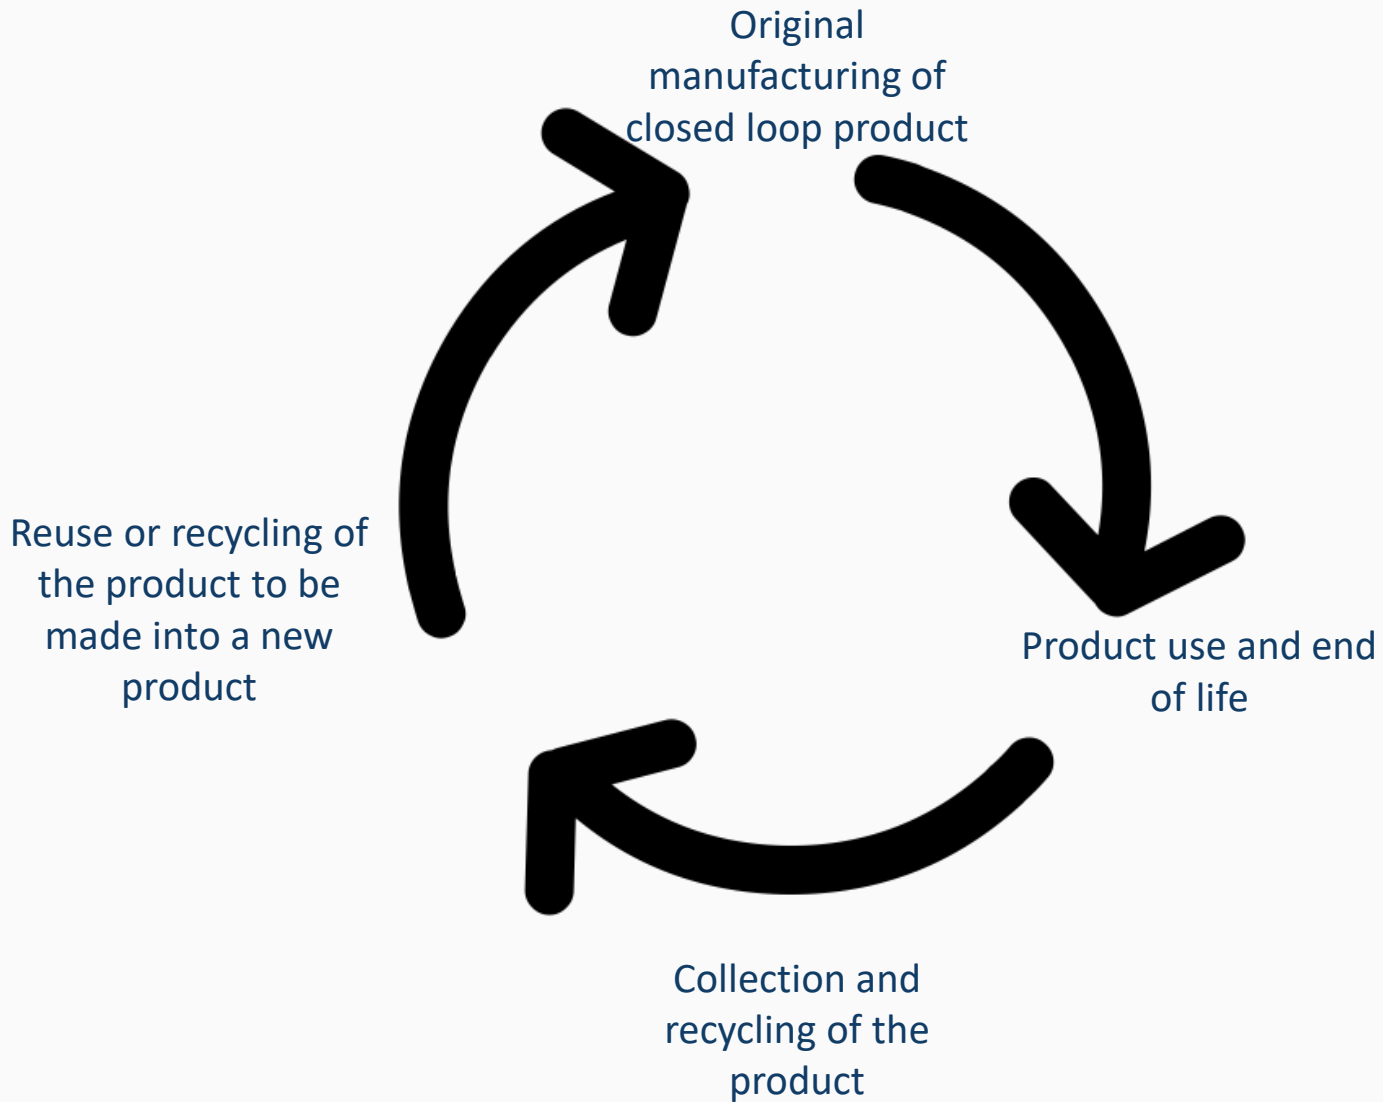 Original
manufacturing of
closed loop product
Product use and end
of life
Collection and
recycling of the
product
Reuse or recycling of
the product to be
made into a new
product